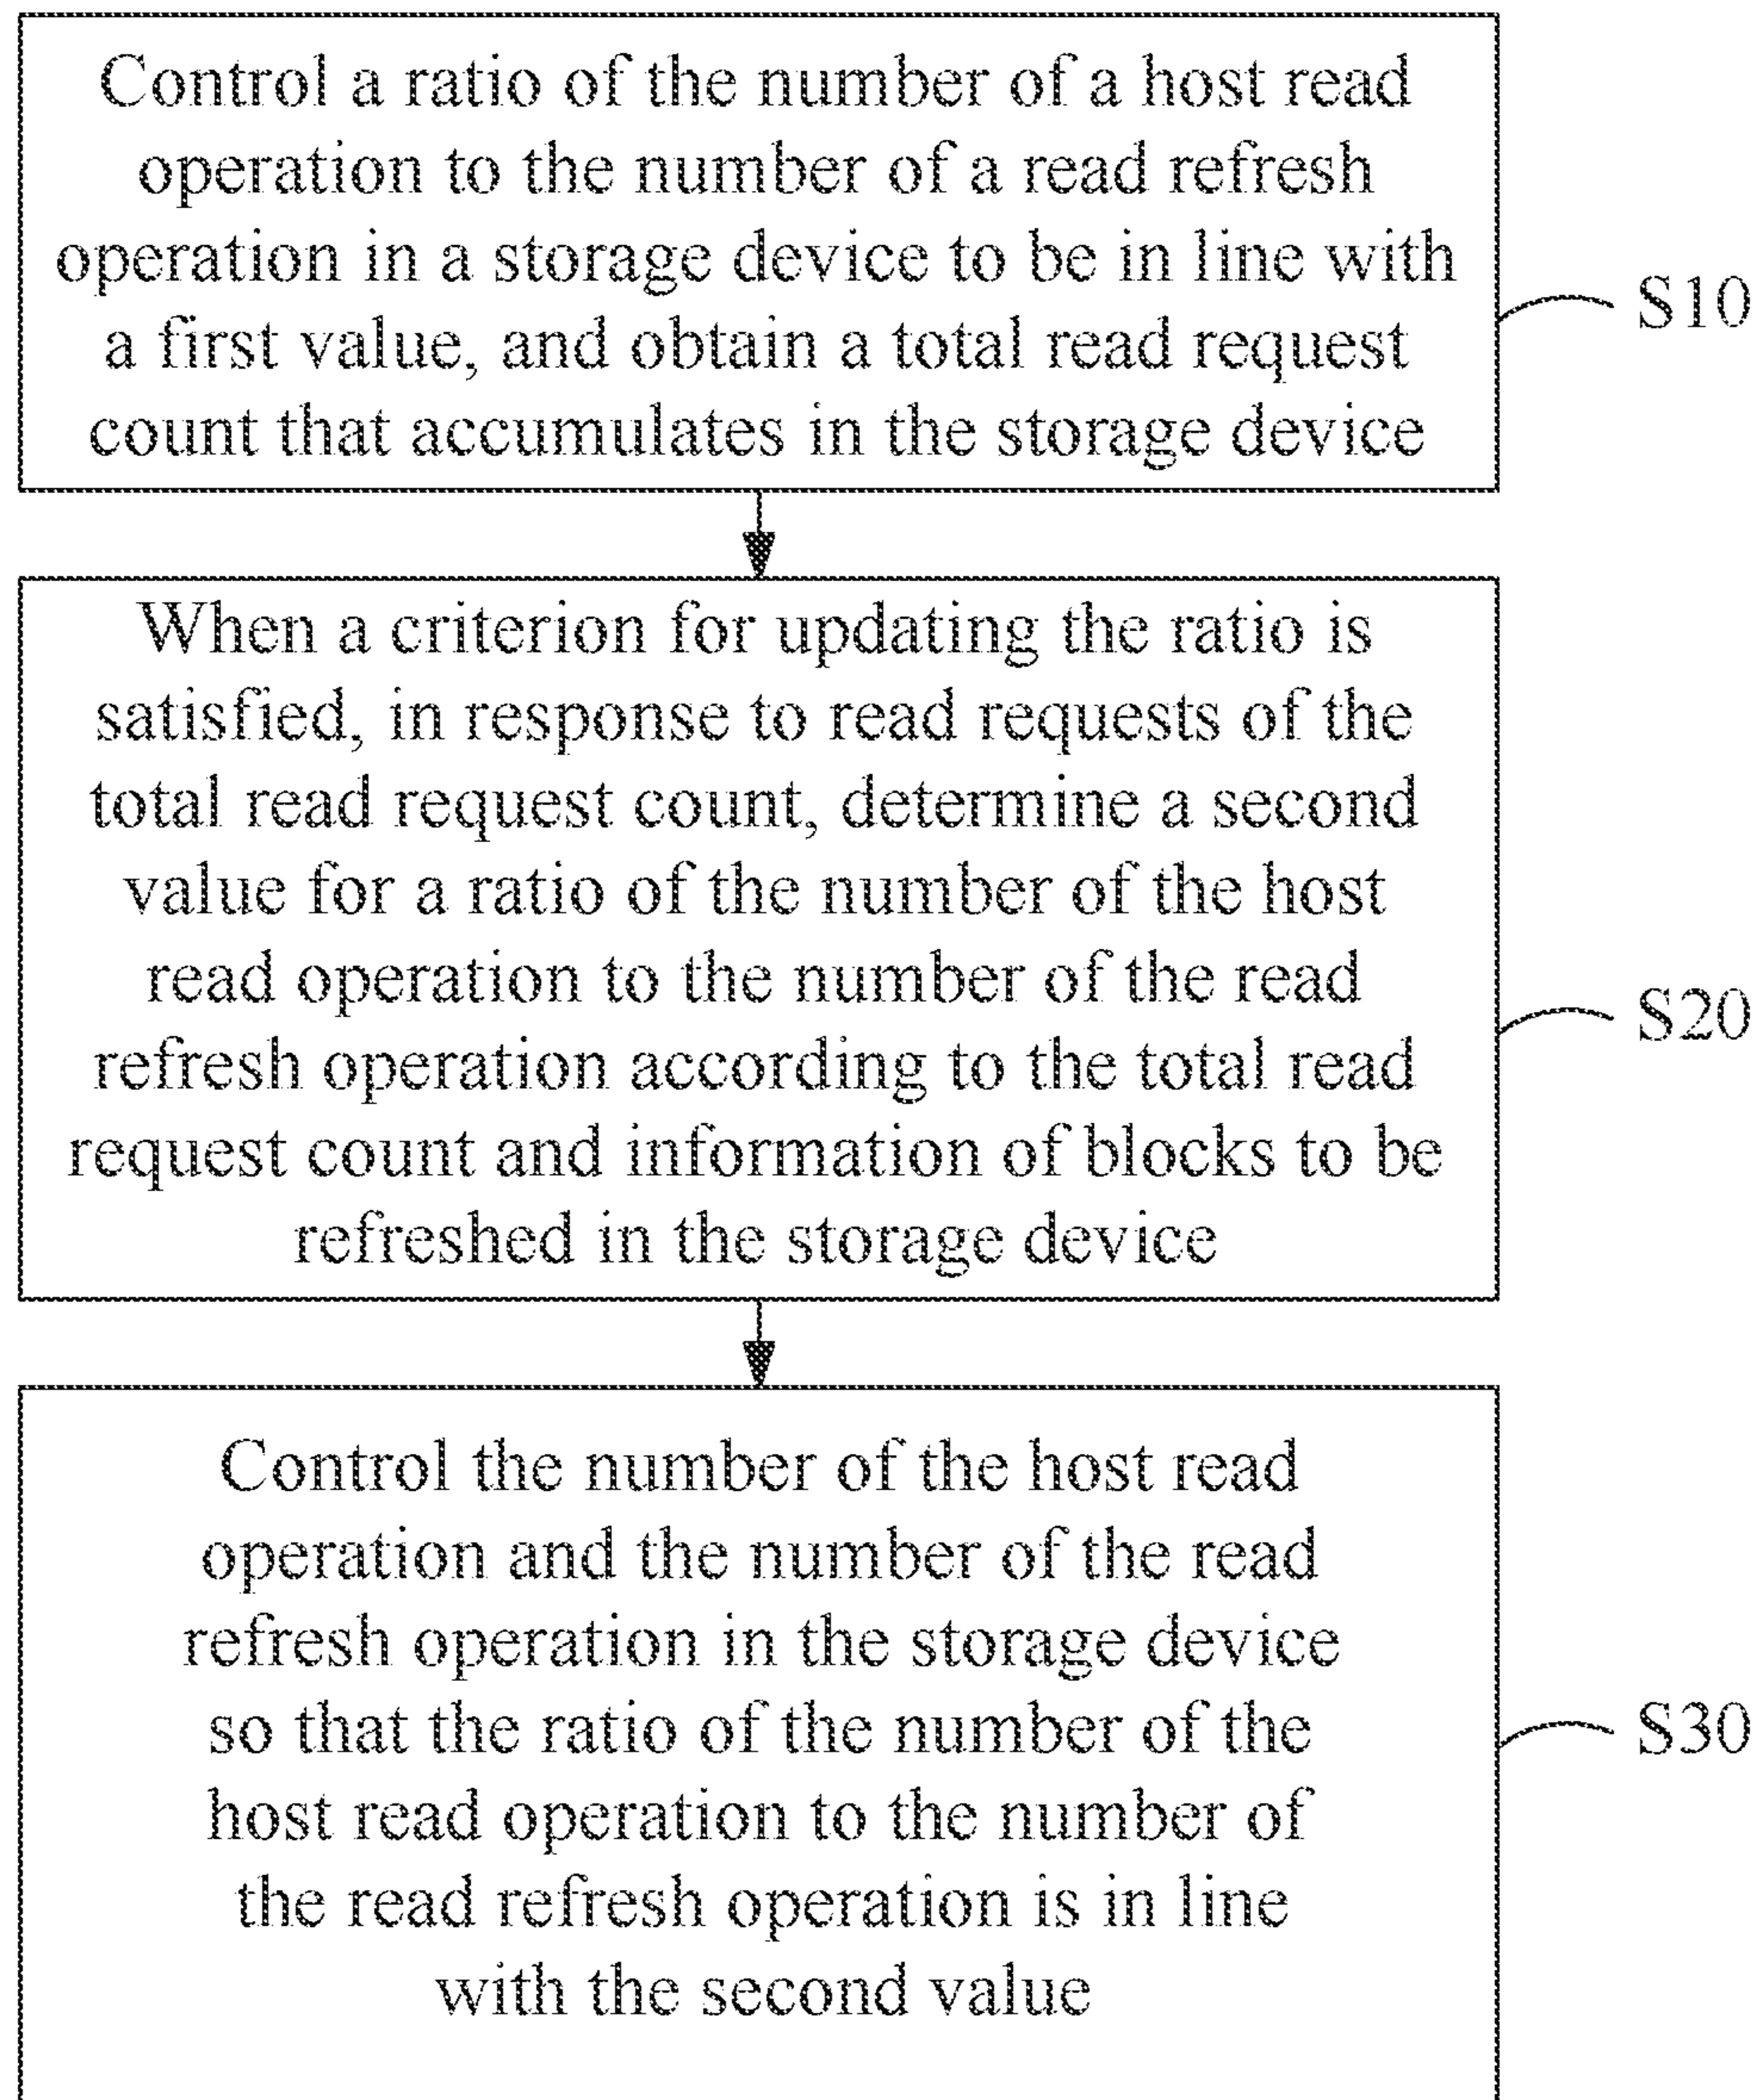 Control a ratio of the number of a host read
operation to the number of a read refresh
operation in a storage device to be in line with
a first value, and obtain a total read request
count that accumulates in the storage device
S10
When a criterion for updating the ratio is
satisfied, in response to read requests of the
total read request count, determine a second
value for a ratio of the number of the host
read operation to the number of the read
refresh operation according to the total read
request count and information of blocks to be
refreshed in the storage device
S20
Control the number of the host read
operation and the number of the read
refresh operation in the storage device
so that the ratio of the number of the
host read operation to the number of
the read refresh operation is in line
with the second value
S30